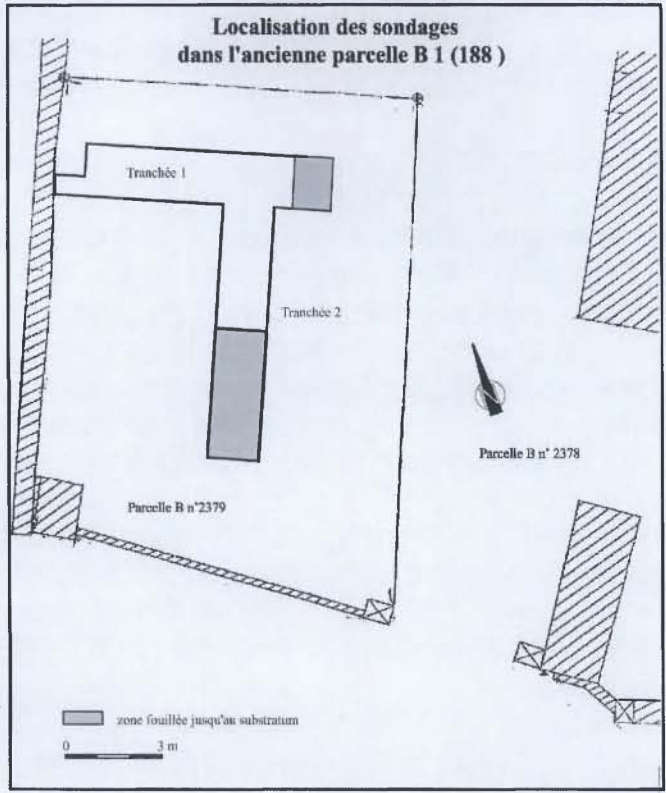 Localisation des sondages
dans l'ancienne parcelle B 1 (188 )
Tranchée 1
Tranchée 2
Parcelle B n° 2378
Parcelle B n°2379
zone fouillée jusqu'au substratum
0 3 m